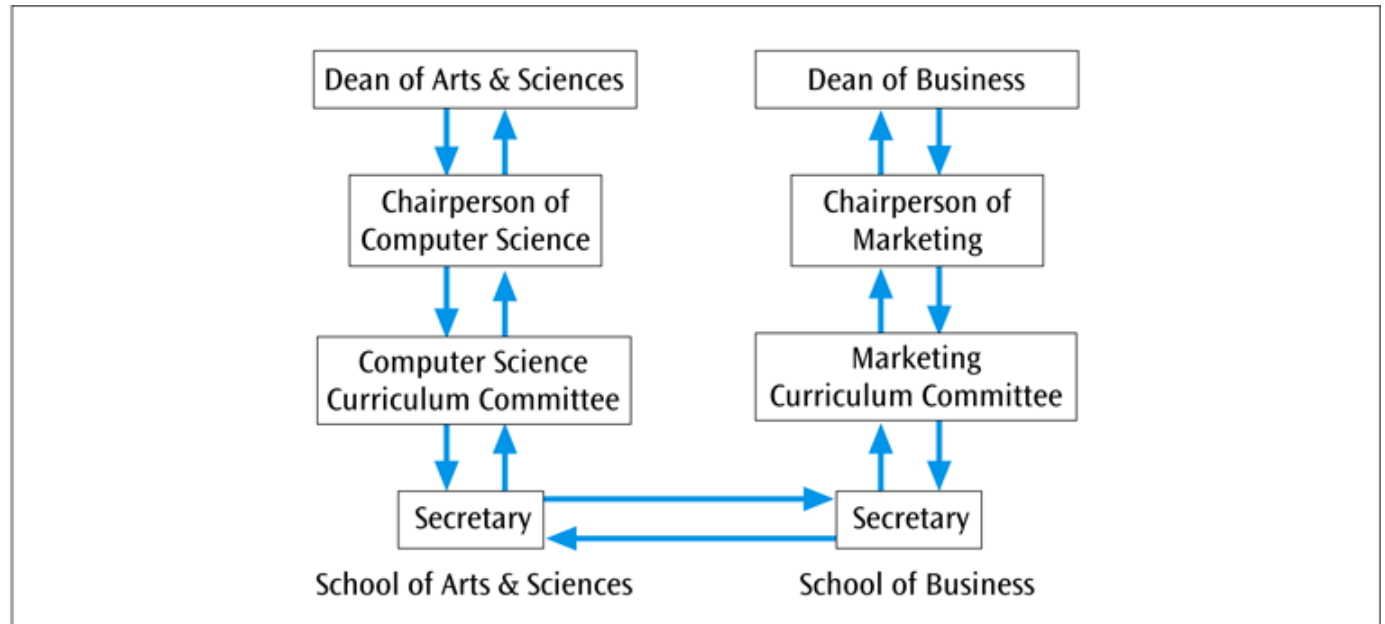 Dean of Arts & Sciences
Dean of Business
Chairperson of
Computer Science
Chairperson of
Marketing
Computer Science
Curriculum Committee
Marketing
Curriculum Committee
Secretary
Secretary
School of Arts & Sciences
School of Business